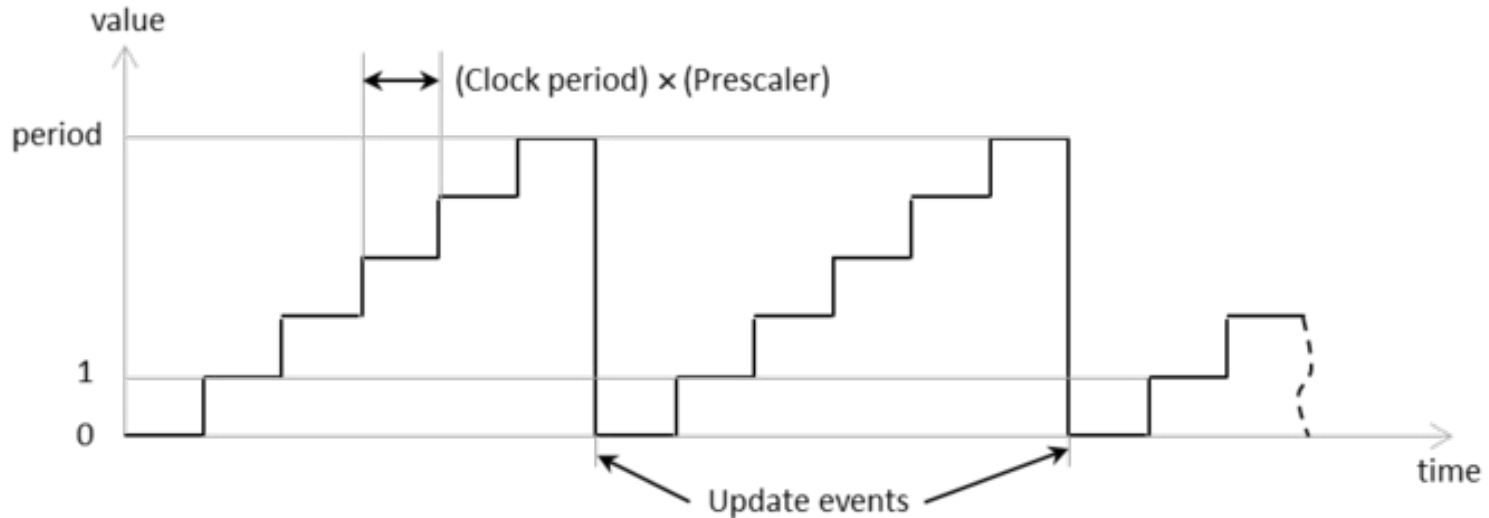 value
(Clock period) × (Prescaler)
period
1
0
time
Update events